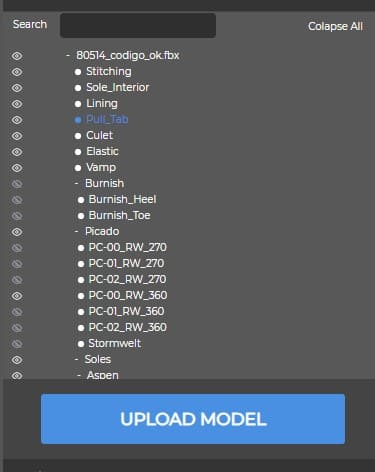 Search
Colapse All
- 80514_codigo_ok.fbx
Stitching
Sole_Interior
Lining
Pull_Tab
Culet
Elastic
Vamp
- Burnish
Burnish_Heel
Burnish_Toe
- Picado
PC-00_RW_270
PC-01_RW_270
PC-02_RW_270
PC-00_RW_360
PC-01_RW_360
PC-02_RW_360
Stormwelt
- Soles
- Aspen
UPLOAD MODEL